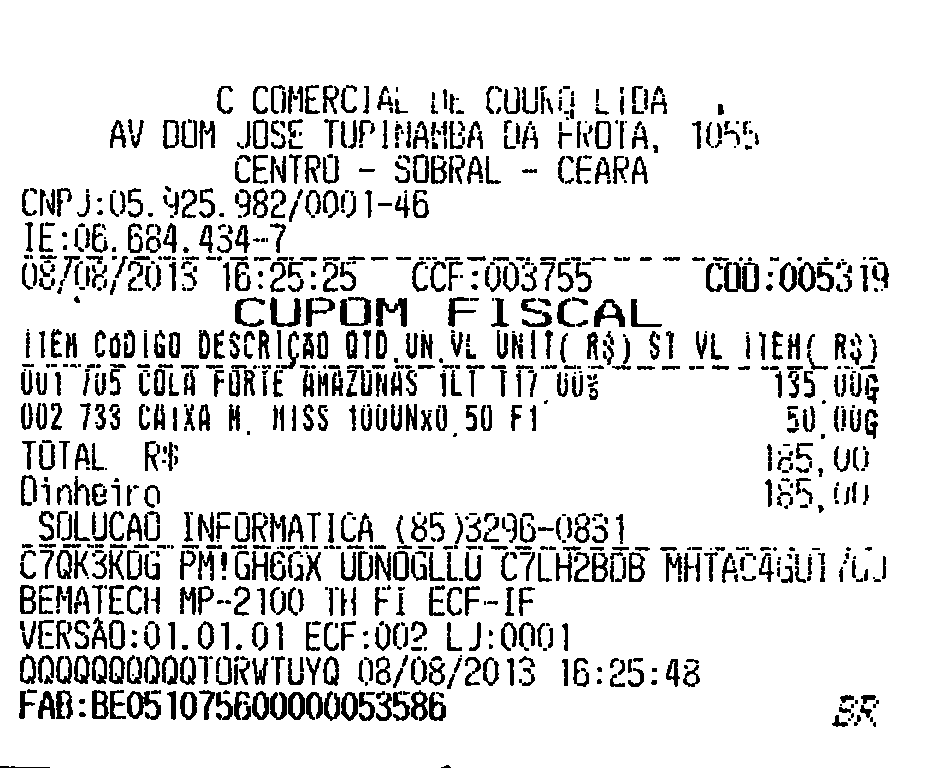 C COMERCIAL DE COURO LTDA
AV DOM JOSE TUPINAMBA DA FROTA, 1055
CENTRO - SOBRAL - CEARA
CNPJ:05.925.982/0001-46
IE:06.684.434-7
08/08/2013 16:25:25 CCF:003755 COO:005319
CUPOM FISCAL
ITEM CÓDIGO DESCRIÇÃO QTD.UN.VL UNIT( R$) ST VL ITEM( R$)
001 705 COLA FORTE AMAZONAS 1LT 17,00% 135,00G
002 733 CAIXA M. MISS 100UNx0,50 F1 50,00G
TOTAL R$ 185,00
Dinheiro 185,00
SOLUCAO INFORMATICA (85)3296-0831
C7QK3KDG PM!GH6GX UDNOGLLU C7LH2BDB
BEMATECH MP-2100 TH FI ECF-IF
VERSÃO:01.01.01 ECF:002 LJ:0001
QQQQQQQQQQTORWTUYQ 08/08/2013 16:25:48
FAB:BE0510756000000053586 BR